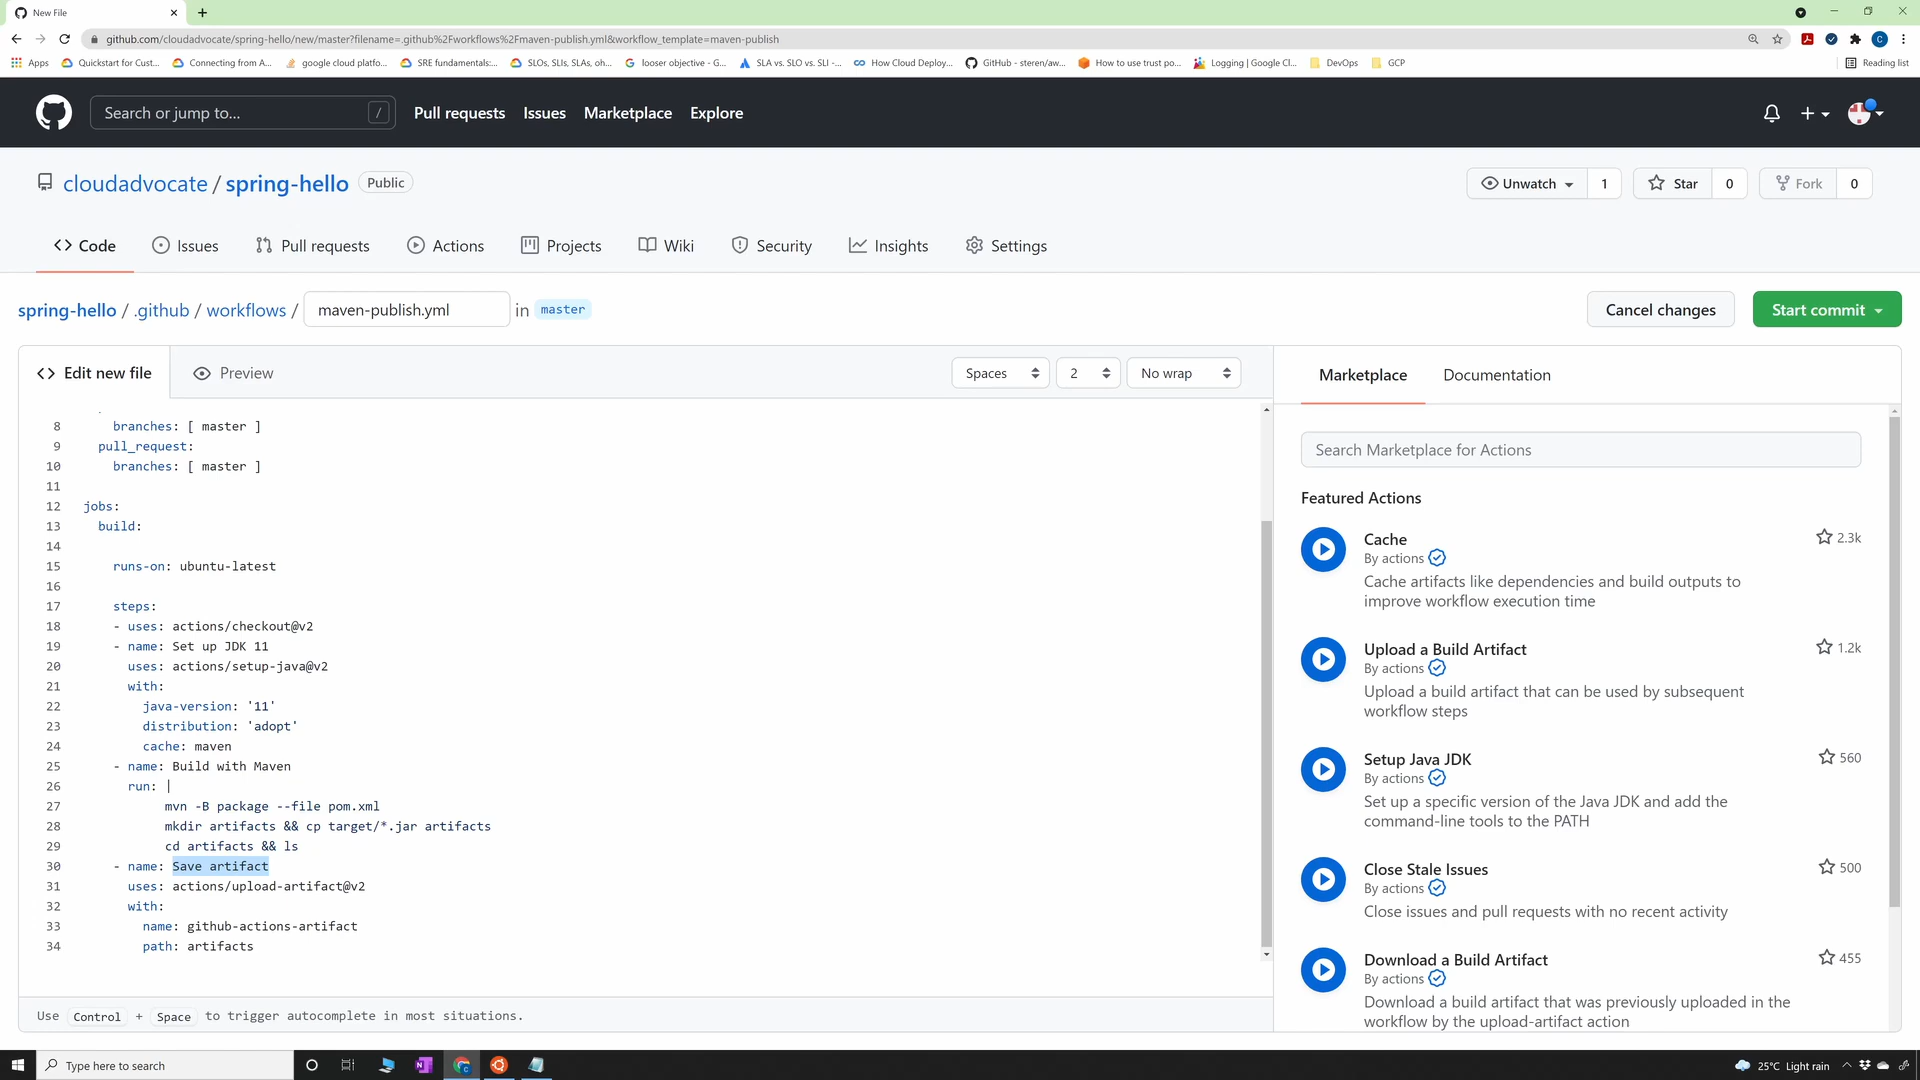 New File
github.com/cloudadvocate/spring-hello/new/master?filename=.github%2Fworkflows%2Fmaven-publish.yml&workflow_template=maven-publish
Apps Quickstart for Cust... Connecting from A... google cloud platfo... SRE fundamentals:... SLOs, SLIs, SLAs, oh... looser objective - G... SLA vs. SLO vs. SLI -... How Cloud Deploy... GitHub - steren/aw... How to use trust po... Logging | Google Cl... DevOps GCP Reading list
Search or jump to... / Pull requests Issues Marketplace Explore
cloudadvocate / spring-hello Public Unwatch 1 Star 0 Fork 0
Code Issues Pull requests Actions Projects Wiki Security Insights Settings
spring-hello / .github / workflows / maven-publish.yml in master Cancel changes Start commit
Edit new file Preview Spaces 2 No wrap
8 branches: [ master ]
9 pull_request:
10 branches: [ master ]
11
12 jobs:
13 build:
14
15 runs-on: ubuntu-latest
16
17 steps:
18 - uses: actions/checkout@v2
19 - name: Set up JDK 11
20 uses: actions/setup-java@v2
21 with:
22 java-version: '11'
23 distribution: 'adopt'
24 cache: maven
25 - name: Build with Maven
26 run: |
27 mvn -B package --file pom.xml
28 mkdir artifacts && cp target/*.jar artifacts
29 cd artifacts && ls
30 - name: Save artifact
31 uses: actions/upload-artifact@v2
32 with:
33 name: github-actions-artifact
34 path: artifacts
Use Control + Space to trigger autocomplete in most situations.
Marketplace Documentation
Search Marketplace for Actions
Featured Actions
Cache 2.3k
By actions
Cache artifacts like dependencies and build outputs to
improve workflow execution time
Upload a Build Artifact 1.2k
By actions
Upload a build artifact that can be used by subsequent
workflow steps
Setup Java JDK 560
By actions
Set up a specific version of the Java JDK and add the
command-line tools to the PATH
Close Stale Issues 500
By actions
Close issues and pull requests with no recent activity
Download a Build Artifact 455
By actions
Download a build artifact that was previously uploaded in the
workflow by the upload-artifact action
Type here to search 25°C Light rain